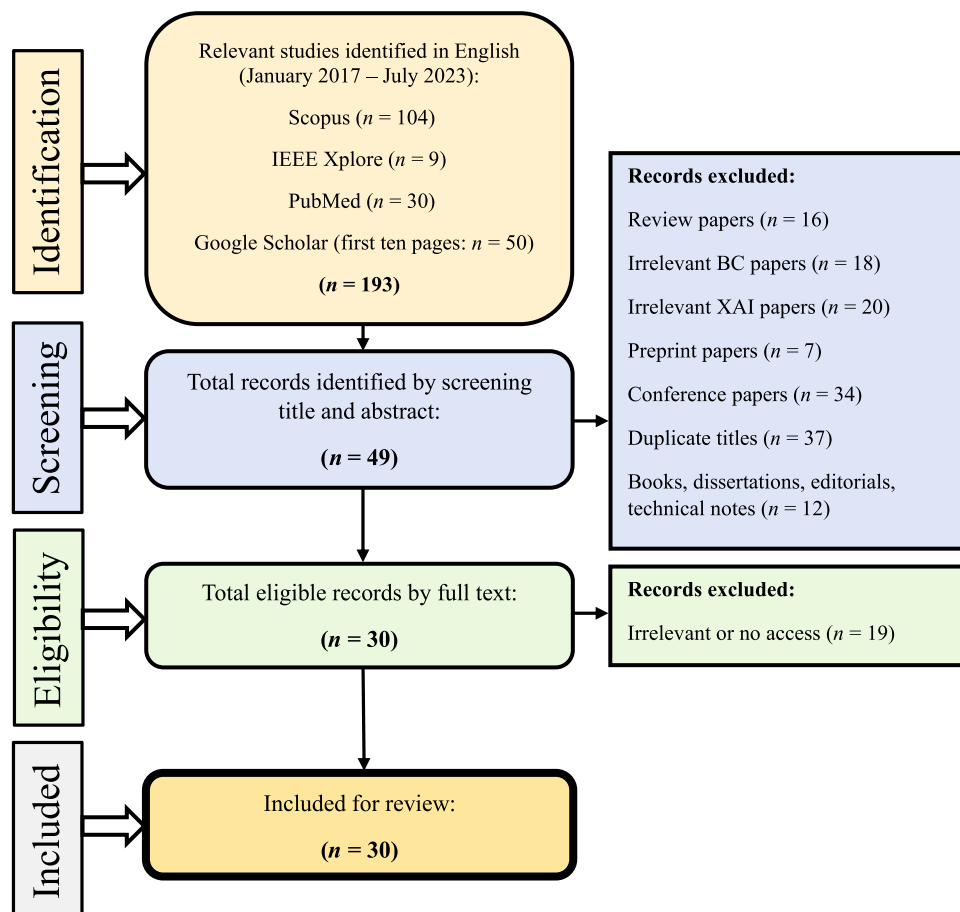 Identification
Relevant studies identified in English
(January 2017 – July 2023):
Scopus (n = 104)
IEEE Xplore (n = 9)
PubMed (n = 30)
Google Scholar (first ten pages: n = 50)
(n = 193)
Screening
Total records identified by screening
title and abstract:
(n = 49)
Records excluded:
Review papers (n = 16)
Irrelevant BC papers (n = 18)
Irrelevant XAI papers (n = 20)
Preprint papers (n = 7)
Conference papers (n = 34)
Duplicate titles (n = 37)
Books, dissertations, editorials,
technical notes (n = 12)
Eligibility
Total eligible records by full text:
(n = 30)
Records excluded:
Irrelevant or no access (n = 19)
Included
Included for review:
(n = 30)